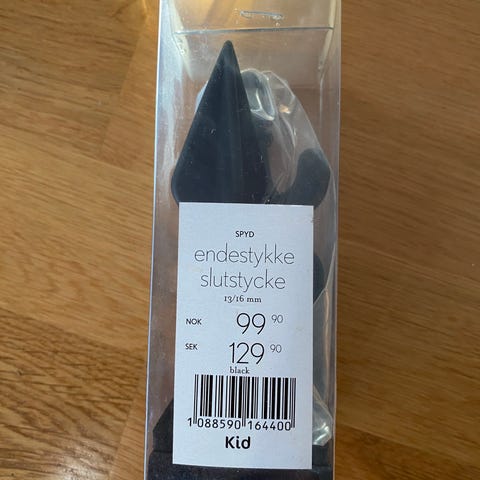 SPYD
endestykke
slutstycke
13/16 mm
NOK 99 90
SEK 129 90
black
1 088590 164400
Kid